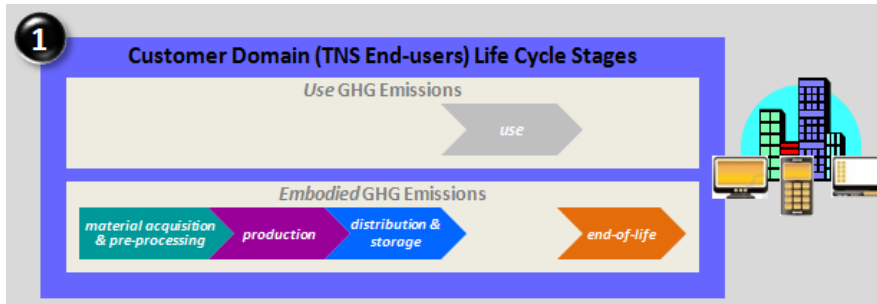 1
Customer Domain (TNS End-users) Life Cycle Stages
Use GHG Emissions
use
Embodied GHG Emissions
material acquisition
& pre-processing
production
distribution &
storage
end-of-life